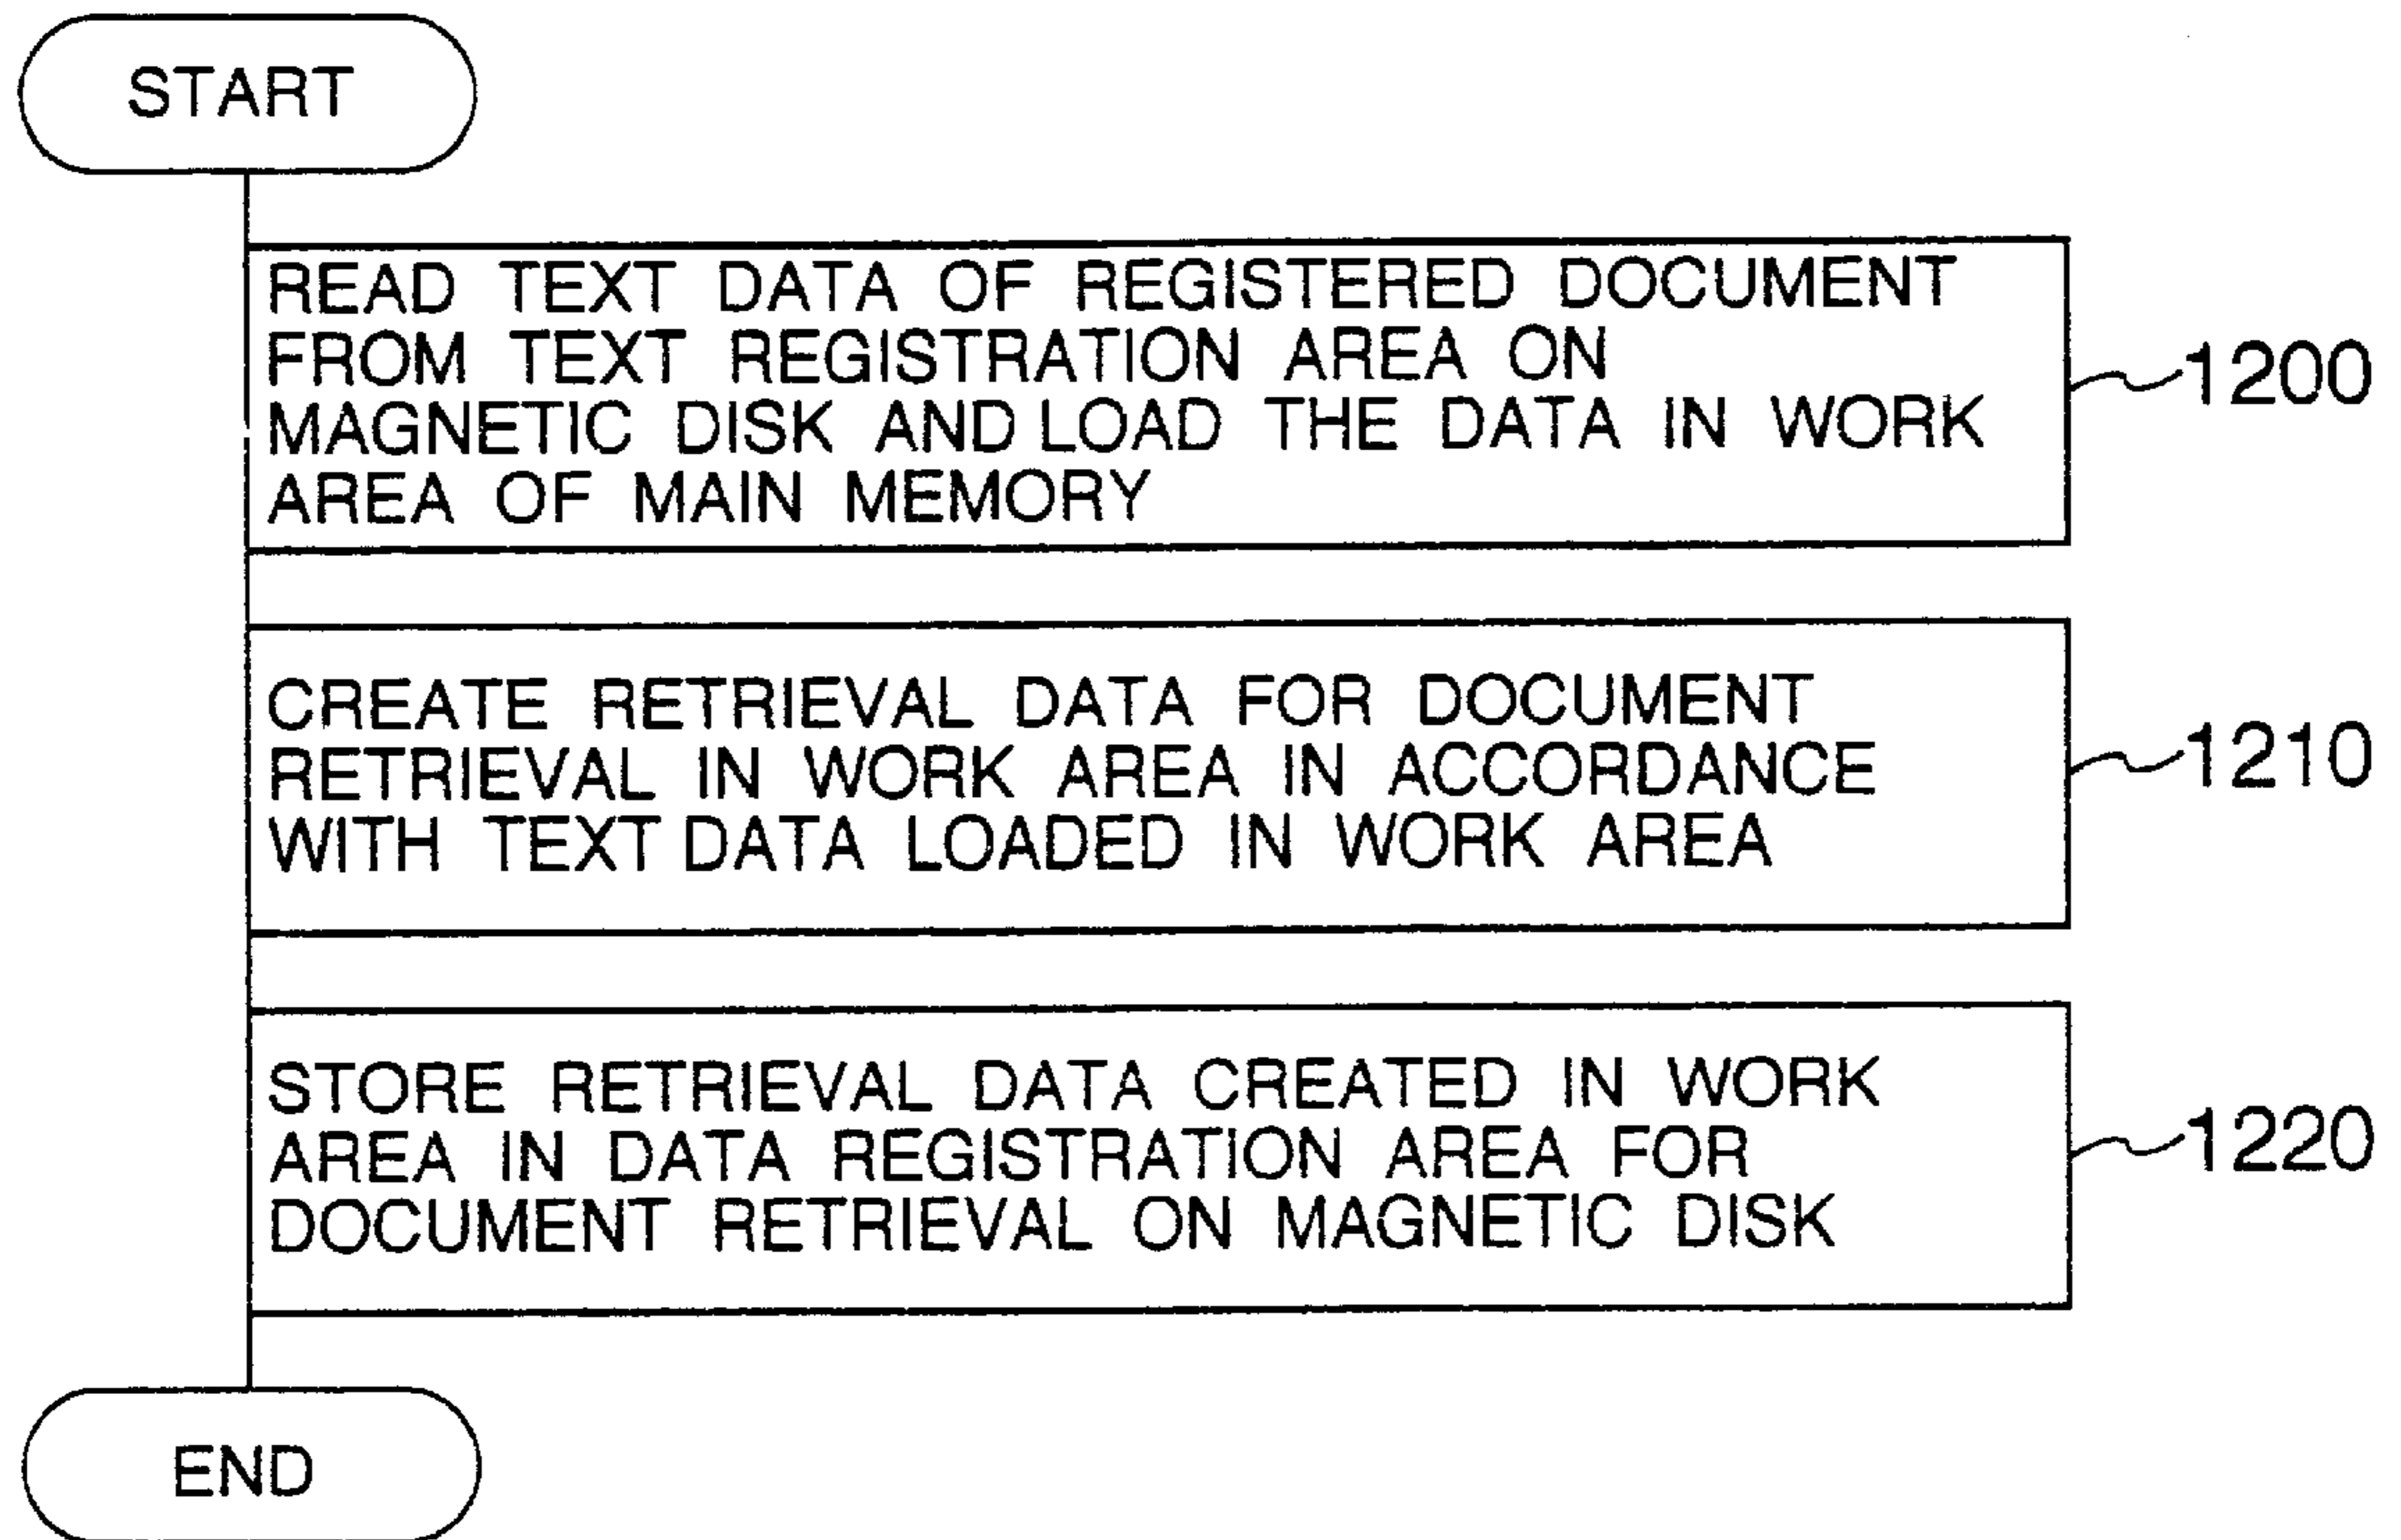 START
READ TEXT DATA OF REGISTERED DOCUMENT
FROM TEXT REGISTRATION AREA ON
MAGNETIC DISK AND LOAD THE DATA IN WORK
AREA OF MAIN MEMORY
1200
CREATE RETRIEVAL DATA FOR DOCUMENT
RETRIEVAL IN WORK AREA IN ACCORDANCE
WITH TEXT DATA LOADED IN WORK AREA
1210
STORE RETRIEVAL DATA CREATED IN WORK
AREA IN DATA REGISTRATION AREA FOR
DOCUMENT RETRIEVAL ON MAGNETIC DISK
1220
END